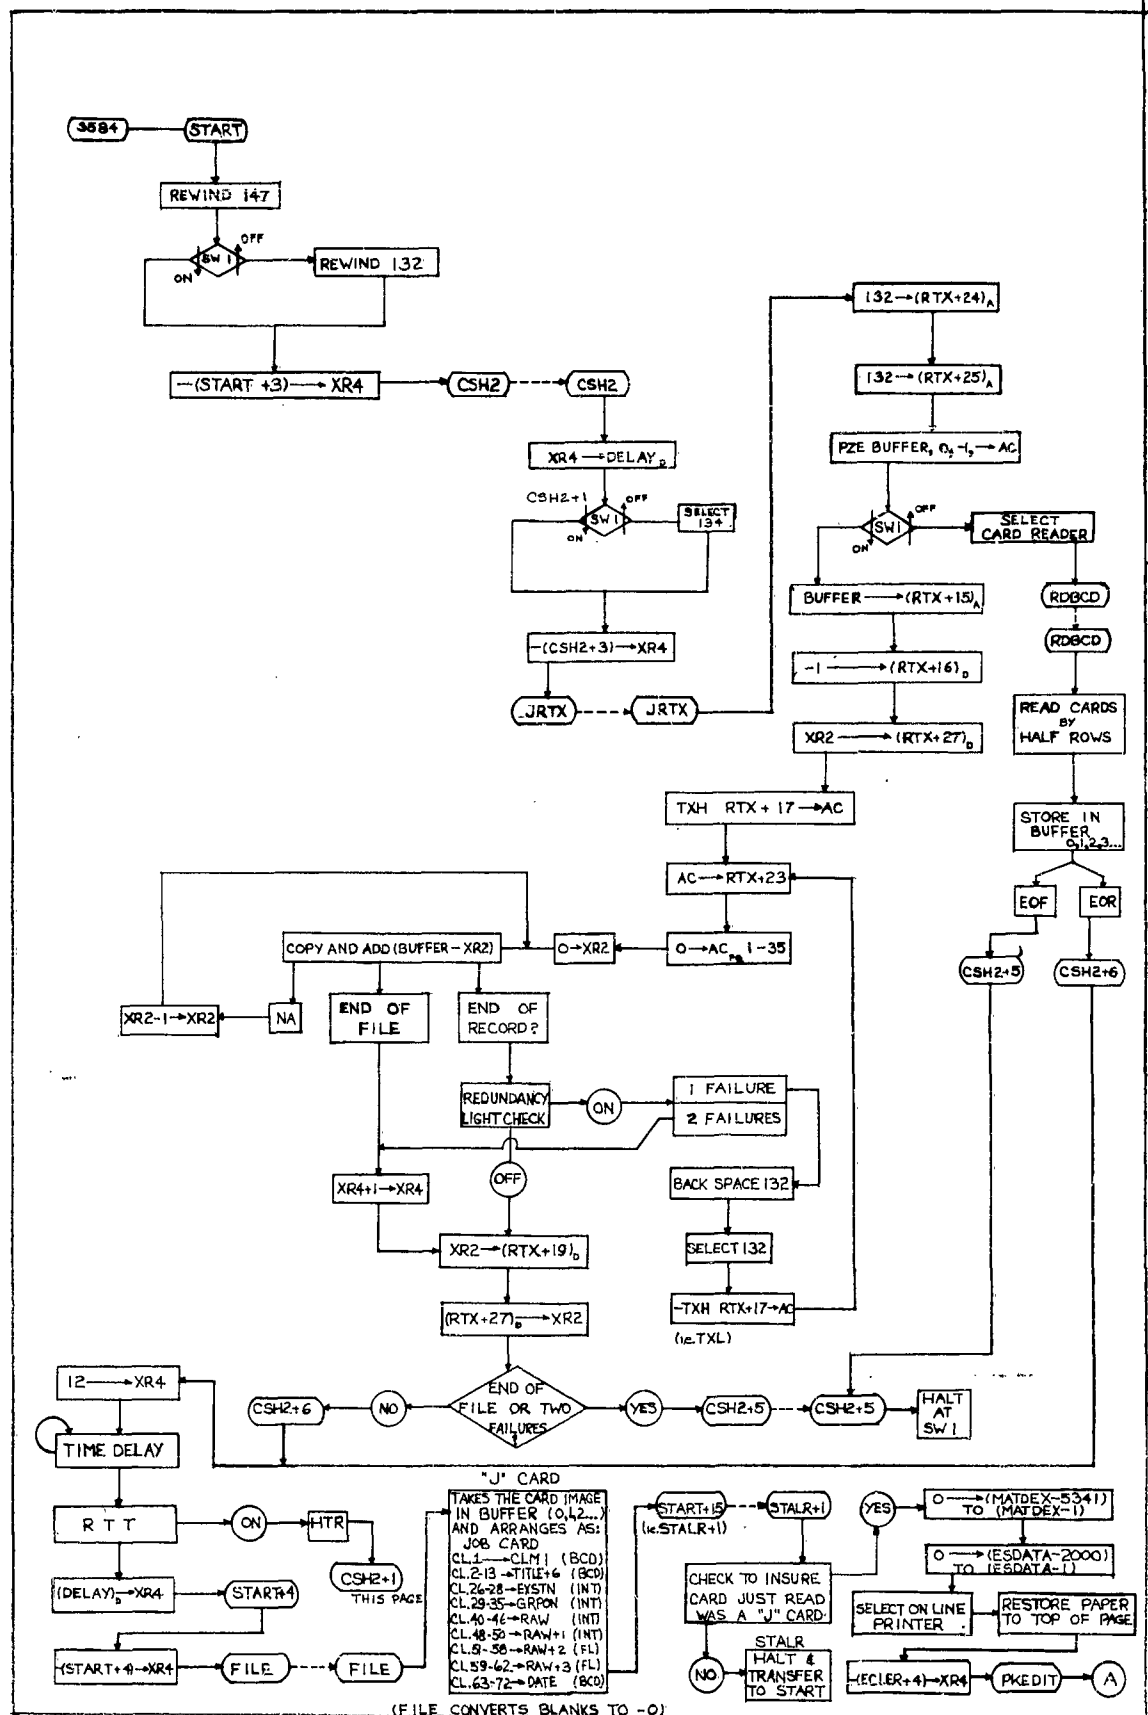 3584
START
REWIND 147
OFF
SW 1
ON
REWIND 132
—(START +3)→ XR4
CSH2
CSH2
XR4 → DELAY D
CSH2+1
OFF
SW 1
ON
SELECT
134
—(CSH2+3)→XR4
JRTX
JRTX
132→(RTX+24)A
132→(RTX+25)A
PZE BUFFER, 0, -1, → AC
OFF
SW1
ON
SELECT
CARD READER
BUFFER →(RTX+15)A
-1 →(RTX+16)D
XR2 → (RTX+27)D
RDBCD
RDBCD
READ CARDS
BY
HALF ROWS
STORE IN
BUFFER
0,1,2,3...
EOF
EOR
CSH2+5
CSH2+6
TXH RTX + 17 →AC
AC→RTX+23
0→AC 1-35
0→XR2
COPY AND ADD (BUFFER - XR2)
XR2-1→XR2
NA
END OF
FILE
END OF
RECORD?
REDUNDANCY
LIGHT CHECK
ON
1 FAILURE
2 FAILURES
OFF
XR4+1→XR4
BACK SPACE 132
SELECT 132
-TXH RTX+17→AC
(i.e. TXL)
XR2→(RTX+19)D
(RTX+27)D→XR2
END OF
FILE OR TWO
FAILURES
NO
CSH2+6
YES
CSH2+5
CSH2+5
HALT
AT
SW 1
12 → XR4
TIME DELAY
R T T
ON
HTR
CSH2+1
THIS PAGE
(DELAY)D→XR4
START+4
—(START+4)→XR4
FILE
FILE
"J" CARD
TAKES THE CARD IMAGE
IN BUFFER (0,42...)
AND ARRANGES AS:
JOB CARD
CL.1→CLM1 (BCD)
CL.2-13→TITLE+6 (BCD)
CL.26-28→EXSTN (INT)
CL.29-35→GRPON (INT)
CL.40-46→RAW (INT)
CL.48-50→RAW+1 (INT)
CL.51-58→RAW+2 (FL)
CL.59-62→RAW+3 (FL)
CL.63-72→DATE (BCD)
(FILE CONVERTS BLANKS TO -0)
START+15
(i.e. STALR+1)
STALR+1
CHECK TO INSURE
CARD JUST READ
WAS A "J" CARD.
YES
NO
STALR
HALT &
TRANSFER
TO START
0 →(MATDEX-5341)
TO (MATDEX-1)
0 →(ESDATA-2000)
TO (ESDATA-1)
SELECT ON LINE
PRINTER
RESTORE PAPER
TO TOP OF PAGE
—(ECLER+4)→XR4
PKEDIT
A